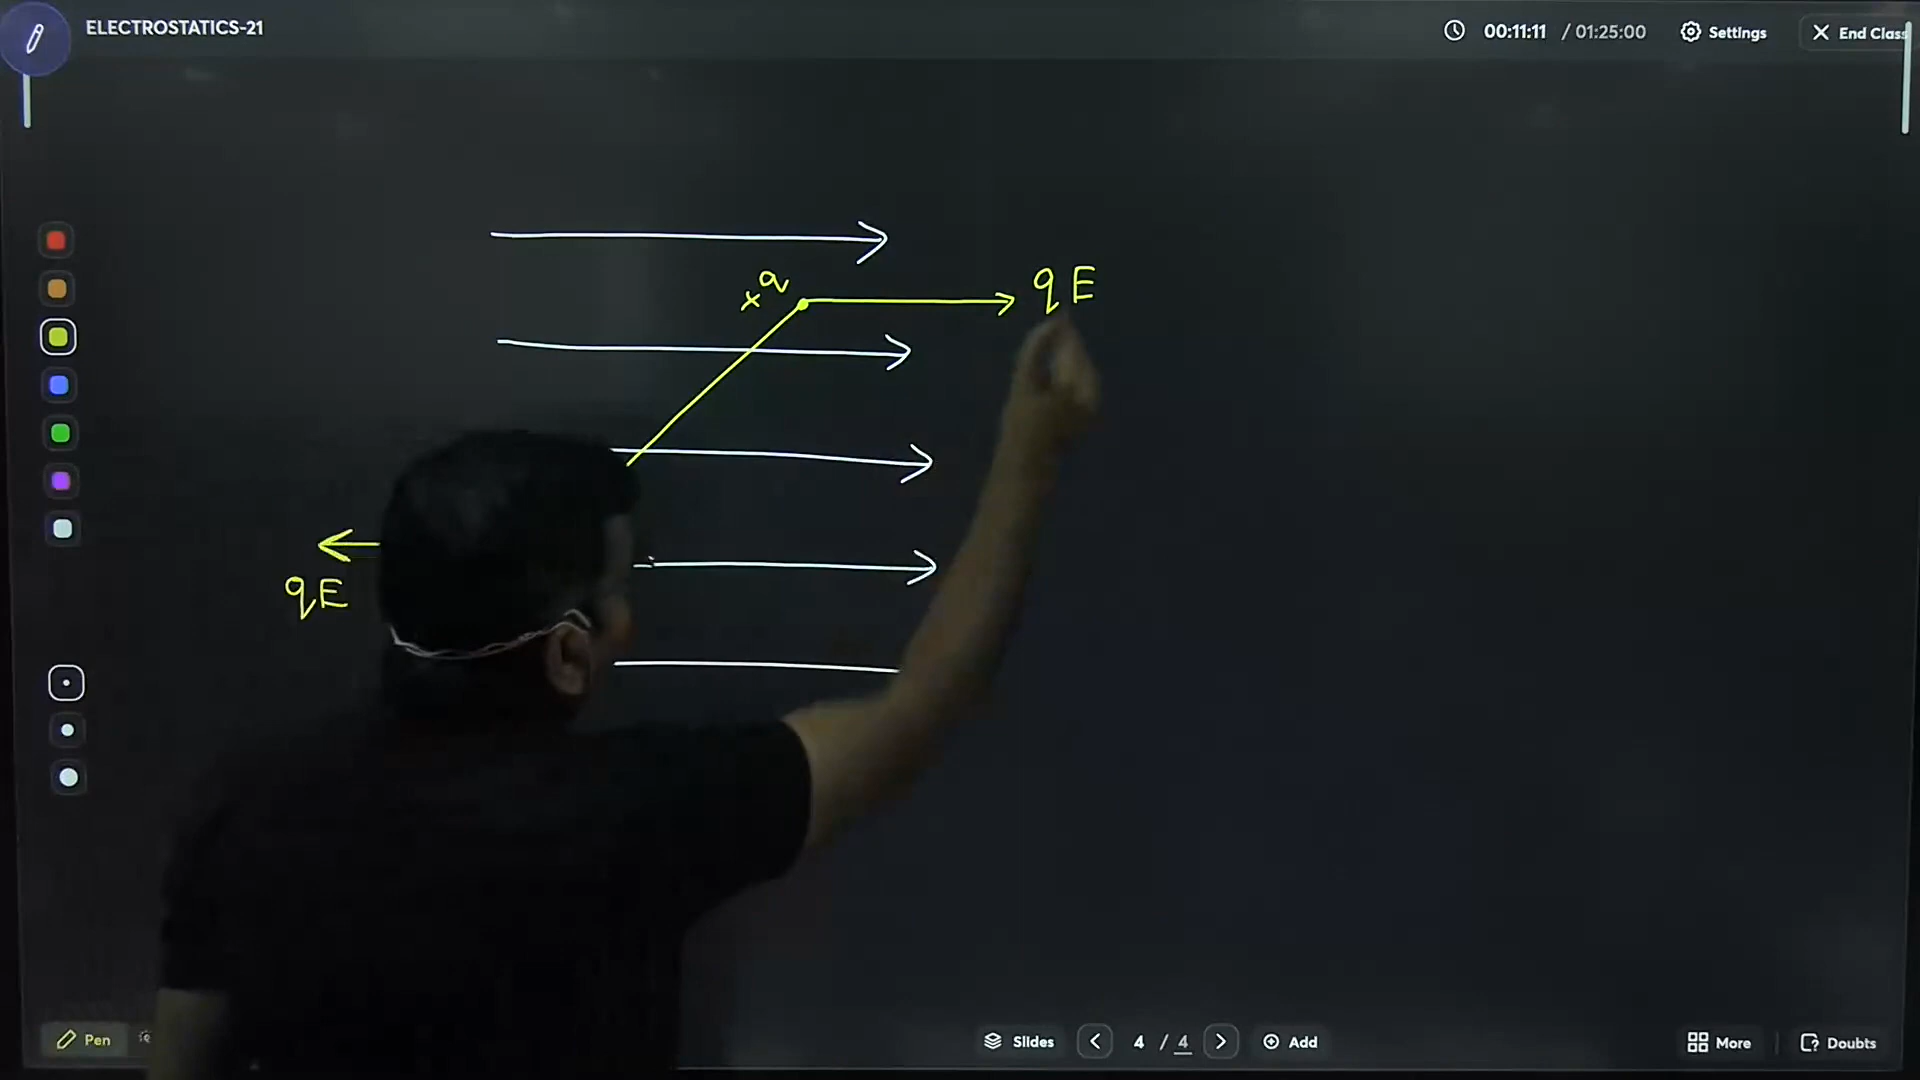 ELECTROSTATICS-21
00:11:11 / 01:25:00
Settings
End Class
q
qE
qE
Pen
Slides
4 / 4
Add
More
Doubts